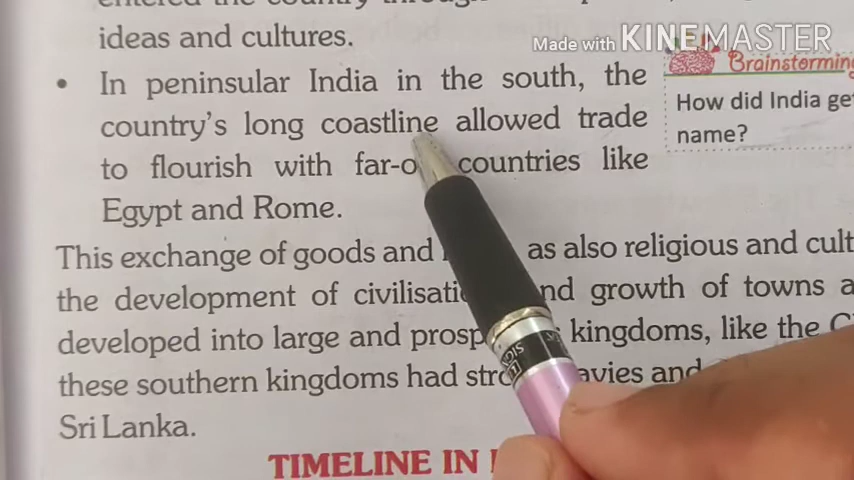 ideas and cultures.
• In peninsular India in the south, the
country's long coastline allowed trade
to flourish with far-o countries like
Egypt and Rome.
This exchange of goods and as also religious and cult
the development of civilisati nd growth of towns a
developed into large and prosp kingdoms, like the
these southern kingdoms had stro avies and
Sri Lanka.
TIMELINE IN
Made with KINEMASTER
Brainstorming
How did India ge
name?